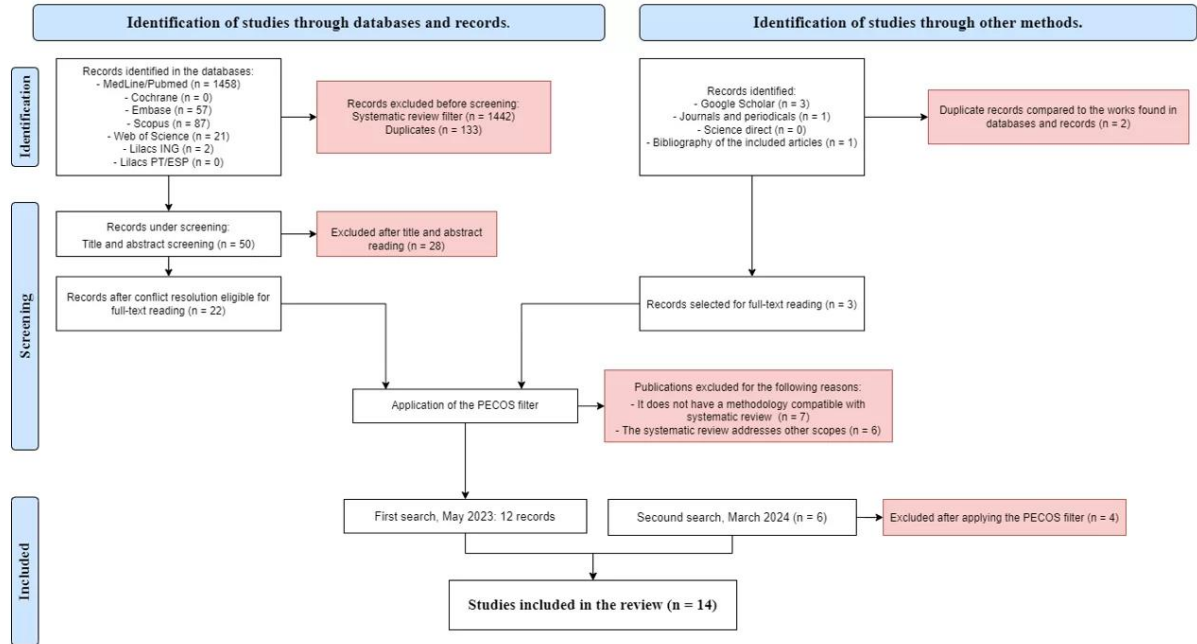 Identification of studies through databases and records.
Identification of studies through other methods.
Identification
Records identified in the databases:
- MedLine/Pubmed (n = 1458)
- Cochrane (n = 0)
- Embase (n = 57)
- Scopus (n = 87)
- Web of Science (n = 21)
- Lilacs ING (n = 2)
- Lilacs PT/ESP (n = 0)
Records excluded before screening:
Systematic review filter (n = 1442)
Duplicates (n = 133)
Records identified:
- Google Scholar (n = 3)
- Journals and periodicals (n = 1)
- Science direct (n = 0)
- Bibliography of the included articles (n = 1)
Duplicate records compared to the works found in
databases and records (n = 2)
Screening
Records under screening:
Title and abstract screening (n = 50)
Excluded after title and abstract
reading (n = 28)
Records after conflict resolution eligible for
full-text reading (n = 22)
Records selected for full-text reading (n = 3)
Application of the PECOS filter
Publications excluded for the following reasons:
- It does not have a methodology compatible with
systematic review (n = 7)
- The systematic review addresses other scopes (n = 6)
Included
First search, May 2023: 12 records
Secound search, March 2024 (n = 6)
Excluded after applying the PECOS filter (n = 4)
Studies included in the review (n = 14)